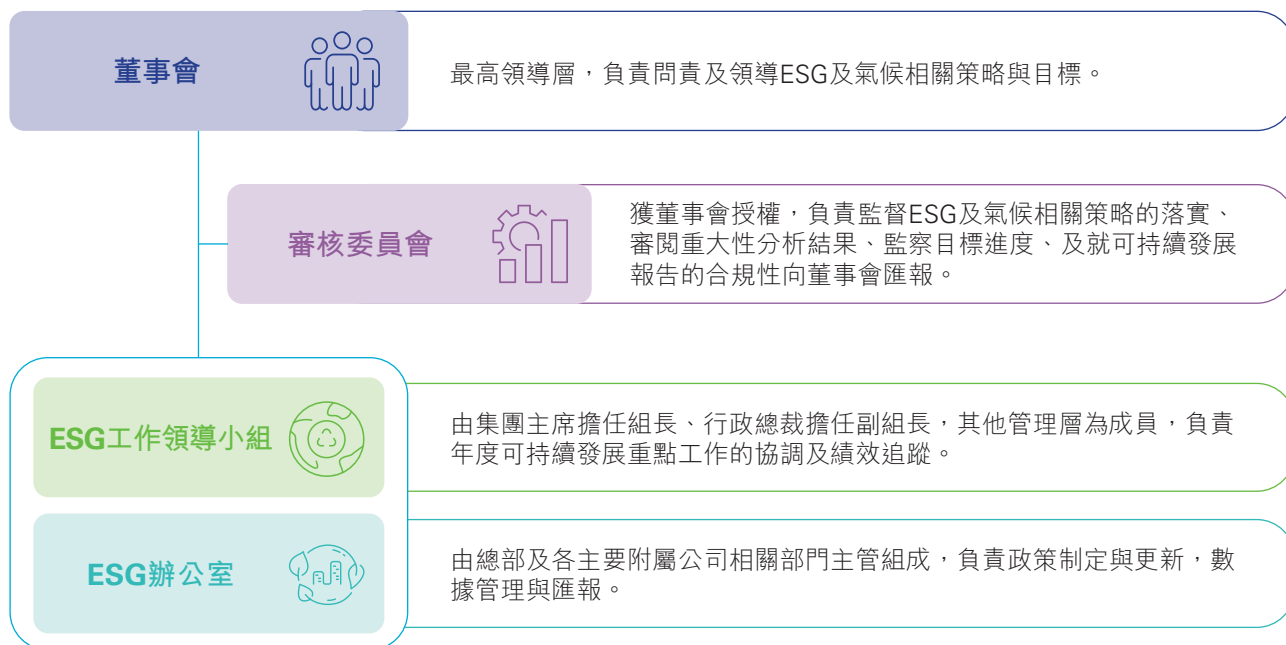 董事會
最高領導層，負責問責及領導ESG及氣候相關策略與目標。
審核委員會
獲董事會授權，負責監督ESG及氣候相關策略的落實、
審閱重大性分析結果、監察目標進度、及就可持續發展
報告的合規性向董事會匯報。
ESG工作領導小組
由集團主席擔任組長、行政總裁擔任副組長，其他管理層為成員，負責
年度可持續發展重點工作的協調及績效追蹤。
ESG辦公室
由總部及各主要附屬公司相關部門主管組成，負責政策制定與更新，數
據管理與匯報。